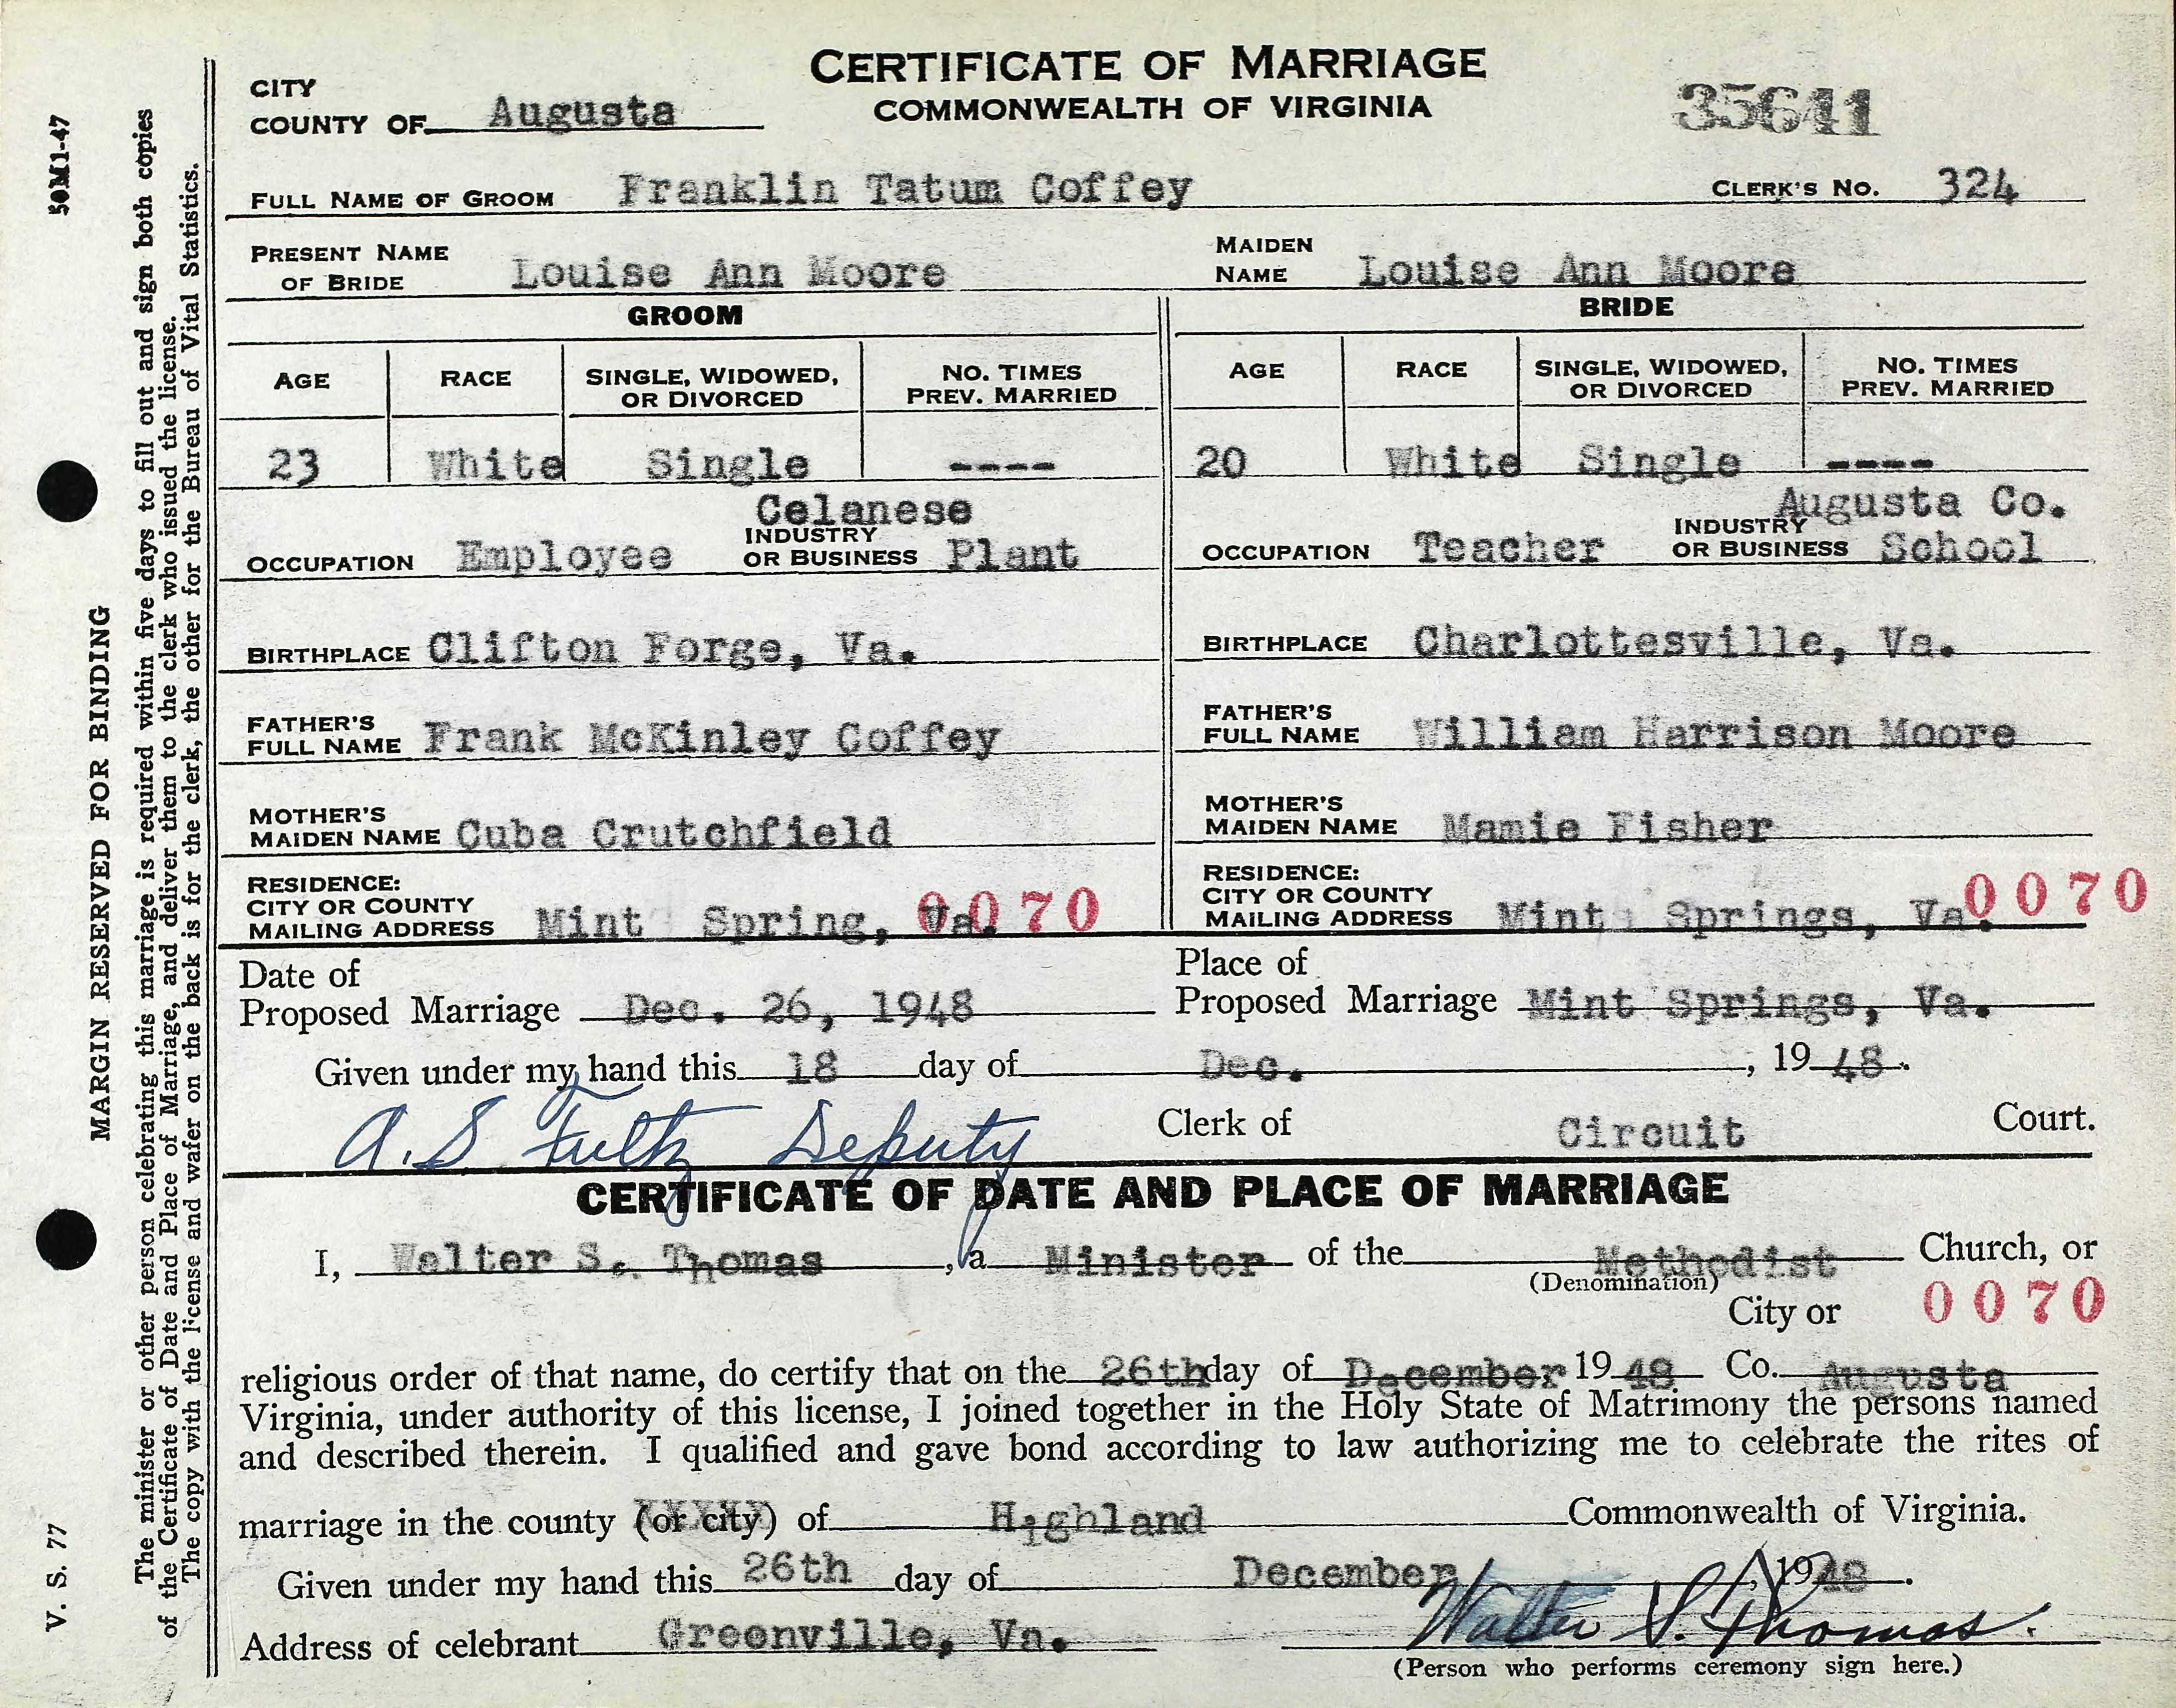 CERTIFICATE OF MARRIAGE
COMMONWEALTH OF VIRGINIA
35641
CITY
COUNTY OF Augusta
FULL NAME OF GROOM Franklin Tatum Coffey CLERK'S NO. 324
PRESENT NAME OF BRIDE Louise Ann Moore MAIDEN NAME Louise Ann Moore
GROOM
AGE RACE SINGLE, WIDOWED, OR DIVORCED NO. TIMES PREV. MARRIED
23 White Single ----
OCCUPATION Employee INDUSTRY OR BUSINESS Celanese Plant
BIRTHPLACE Clifton Forge, Va.
FATHER'S FULL NAME Frank McKinley Coffey
MOTHER'S MAIDEN NAME Cuba Crutchfield
RESIDENCE:
CITY OR COUNTY
MAILING ADDRESS Mint Spring, Va. 0070
BRIDE
AGE RACE SINGLE, WIDOWED, OR DIVORCED NO. TIMES PREV. MARRIED
20 White Single ----
OCCUPATION Teacher INDUSTRY OR BUSINESS Augusta Co. School
BIRTHPLACE Charlottesville, Va.
FATHER'S FULL NAME William Harrison Moore
MOTHER'S MAIDEN NAME Mamie Fisher
RESIDENCE:
CITY OR COUNTY
MAILING ADDRESS Mint Springs, Va. 0070
Date of Proposed Marriage Dec. 26, 1948 Place of Proposed Marriage Mint Springs, Va.
Given under my hand this 18 day of Dec. , 19 48.
A. S Fultz Deputy Clerk of Circuit Court.
CERTIFICATE OF DATE AND PLACE OF MARRIAGE
I, Walter S. Thomas , a Minister of the Methodist Church, or
(Denomination)
City or 0070
religious order of that name, do certify that on the 26th day of December 19 48 Co. Augusta
Virginia, under authority of this license, I joined together in the Holy State of Matrimony the persons named
and described therein. I qualified and gave bond according to law authorizing me to celebrate the rites of
marriage in the county (or city) of Highland Commonwealth of Virginia.
Given under my hand this 26th day of December , 19 48 .
Address of celebrant Greenville, Va. Walter S. Thomas.
(Person who performs ceremony sign here.)
50M1-47
MARGIN RESERVED FOR BINDING
V. S. 77
The minister or other person celebrating this marriage is required within five days to fill out and sign both copies
of the Certificate of Date and Place of Marriage, and deliver them to the clerk who issued the license.
The copy with the license and wafer on the back is for the clerk, the other for the Bureau of Vital Statistics.